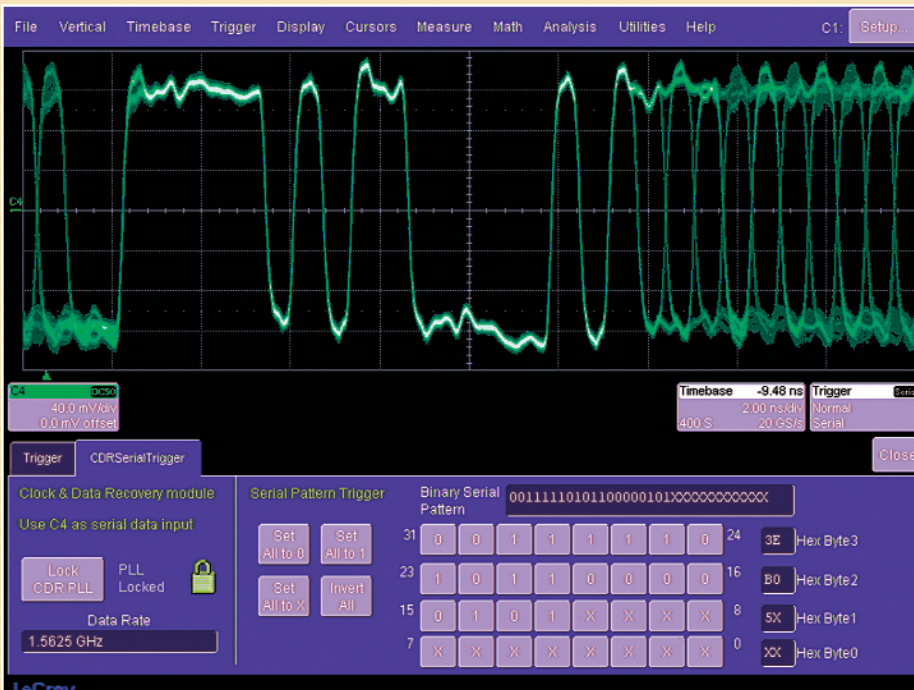 File Vertical Timebase Trigger Display Cursors Measure Math Analysis Utilities Help C1: Setup...
C4
C4 DC50
40.0 mV/div
0.0 mV offset
Timebase -9.48 ns
2.00 ns/div
400 S 20 GS/s
Trigger
Normal
Serial
Trigger CDRSerialTrigger Close
Clock & Data Recovery module
Use C4 as serial data input
Lock CDR PLL
PLL Locked
Data Rate
1.5625 GHz
Serial Pattern Trigger
Set All to 0
Set All to 1
Set All to X
Invert All
Binary Serial Pattern 00111110101100000101XXXXXXXXXXXX
31 0 0 1 1 1 1 1 0 24 3E Hex Byte3
23 1 0 1 1 0 0 0 0 16 B0 Hex Byte2
15 0 1 0 1 X X X X 8 5X Hex Byte1
7 X X X X X X X X 0 XX Hex Byte0
LeCroy